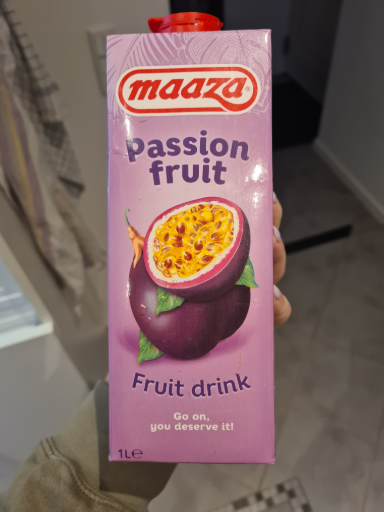 maaza
Passion
fruit
Fruit drink
Go on,
you deserve it!
1L℮